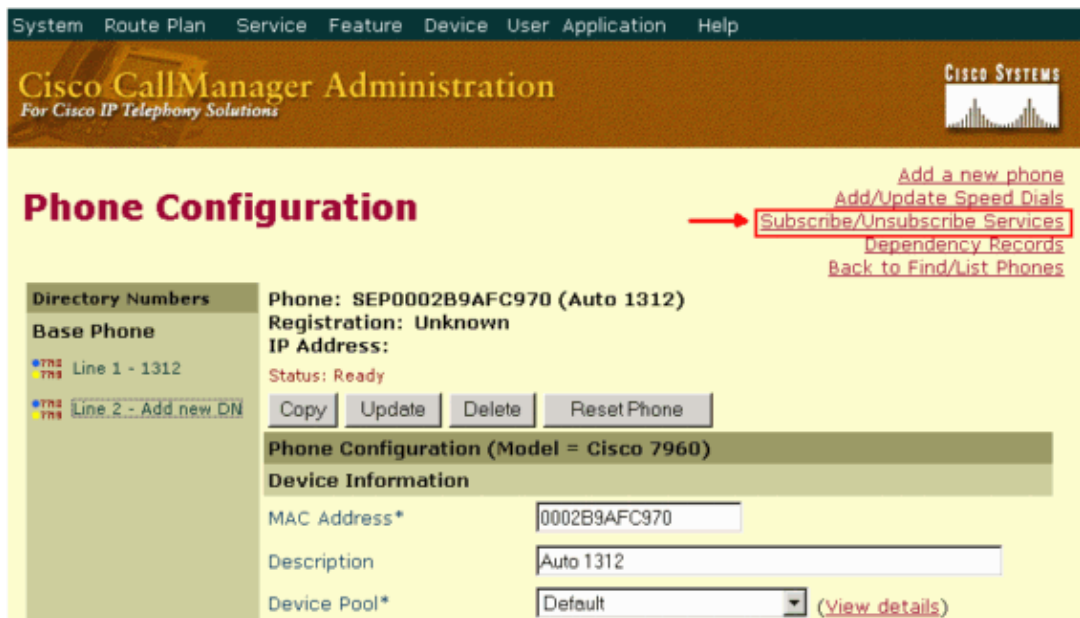 System Route Plan Service Feature Device User Application Help
Cisco CallManager Administration
For Cisco IP Telephony Solutions
CISCO SYSTEMS
Add a new phone
Add/Update Speed Dials
Phone Configuration
Subscribe/Unsubscribe Services
Dependency Records
Back to Find/List Phones
Directory Numbers
Base Phone
Line 1 - 1312
Line 2 - Add new DN
Phone: SEP0002B9AFC970 (Auto 1312)
Registration: Unknown
IP Address:
Status: Ready
Copy Update Delete Reset Phone
Phone Configuration (Model = Cisco 7960)
Device Information
MAC Address* 0002B9AFC970
Description Auto 1312
Device Pool* Default (View details)